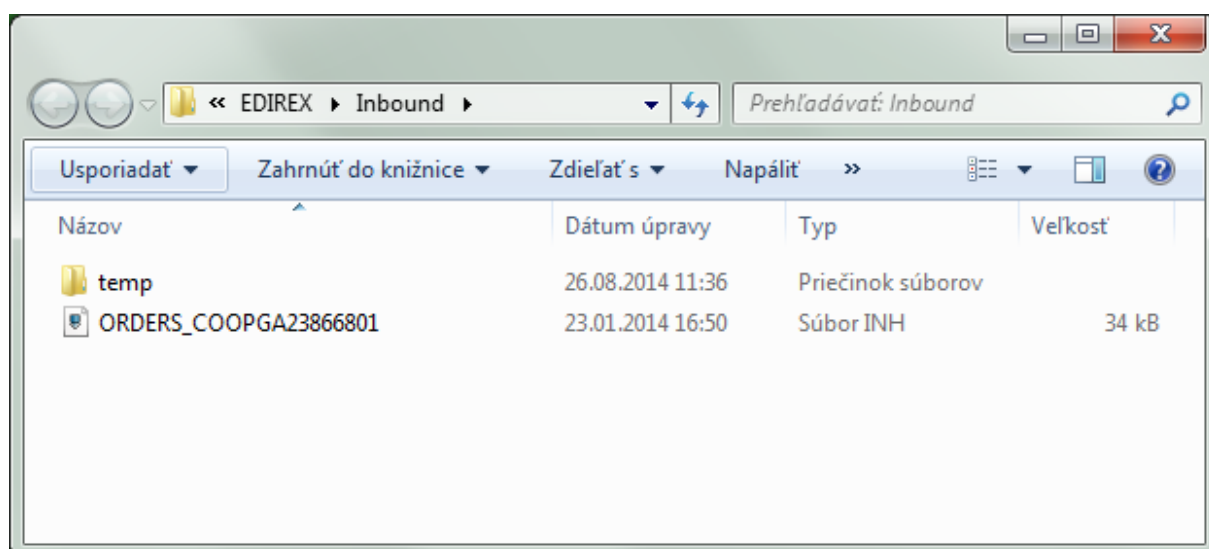 « EDIREX Inbound Prehľadávať: Inbound
Usporiadať Zahrnúť do knižnice Zdieľať s Napáliť »
Názov Dátum úpravy Typ Veľkosť
temp 26.08.2014 11:36 Priečinok súborov
ORDERS_COOPGA23866801 23.01.2014 16:50 Súbor INH 34 kB